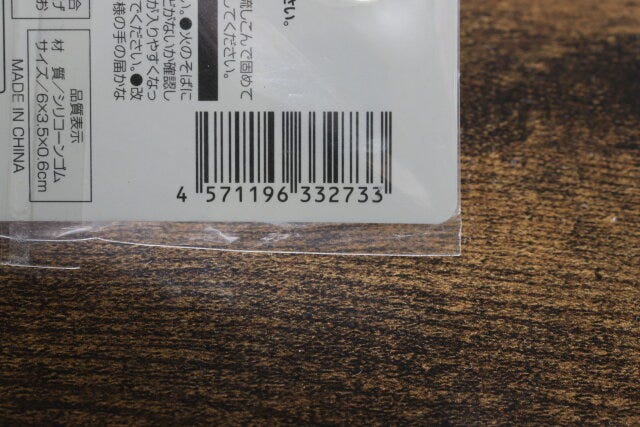 さい。
流しこんで固めて
してください。
い。●火のそばに
どがないか確認し
が入りやすくなっ
てください。●改
様の手の届かな
品質表示
材 質／シリコーンゴム
サイズ／6×3.5×0.6cm
MADE IN CHINA
4 571196 332733